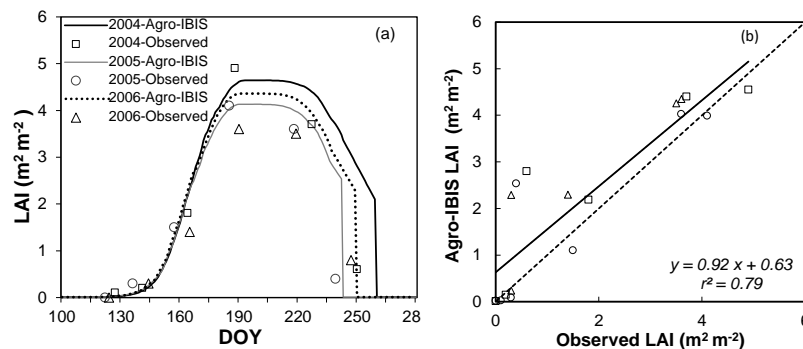 2004-Agro-IBIS
2004-Observed
2005-Agro-IBIS
2005-Observed
2006-Agro-IBIS
2006-Observed
(a)
6
5
4
3
2
1
0
LAI (m² m⁻²)
100 130 160 190 220 250 28
DOY
(b)
6
5
4
3
2
1
0
Agro-IBIS LAI (m² m⁻²)
y = 0.92 x + 0.63
r² = 0.79
0 2 4 6
Observed LAI (m² m⁻²)